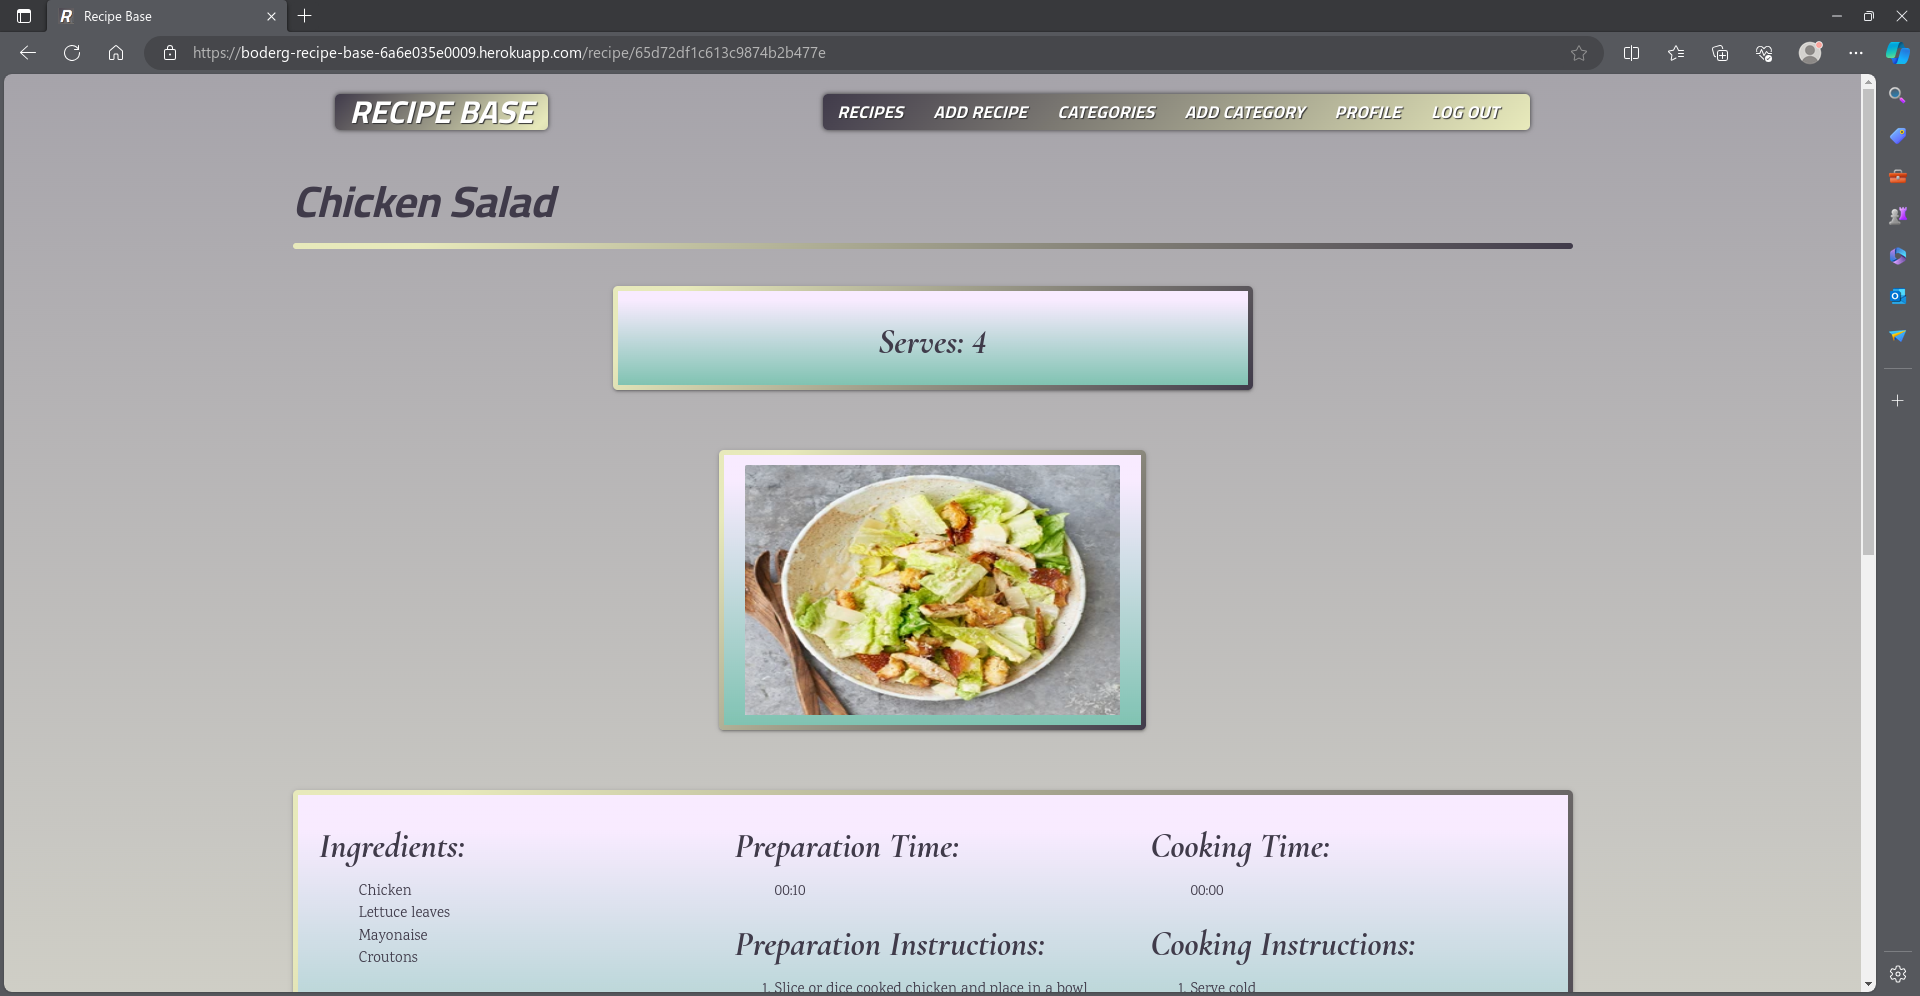 Recipe Base
https://boderg-recipe-base-6a6e035e0009.herokuapp.com/recipe/65d72df1c613c9874b2b477e
RECIPE BASE
RECIPES ADD RECIPE CATEGORIES ADD CATEGORY PROFILE LOG OUT
Chicken Salad
Serves: 4
Ingredients:
Chicken
Lettuce leaves
Mayonaise
Croutons
Preparation Time:
00:10
Preparation Instructions:
1. Slice or dice cooked chicken and place in a bowl
Cooking Time:
00:00
Cooking Instructions:
1. Serve cold